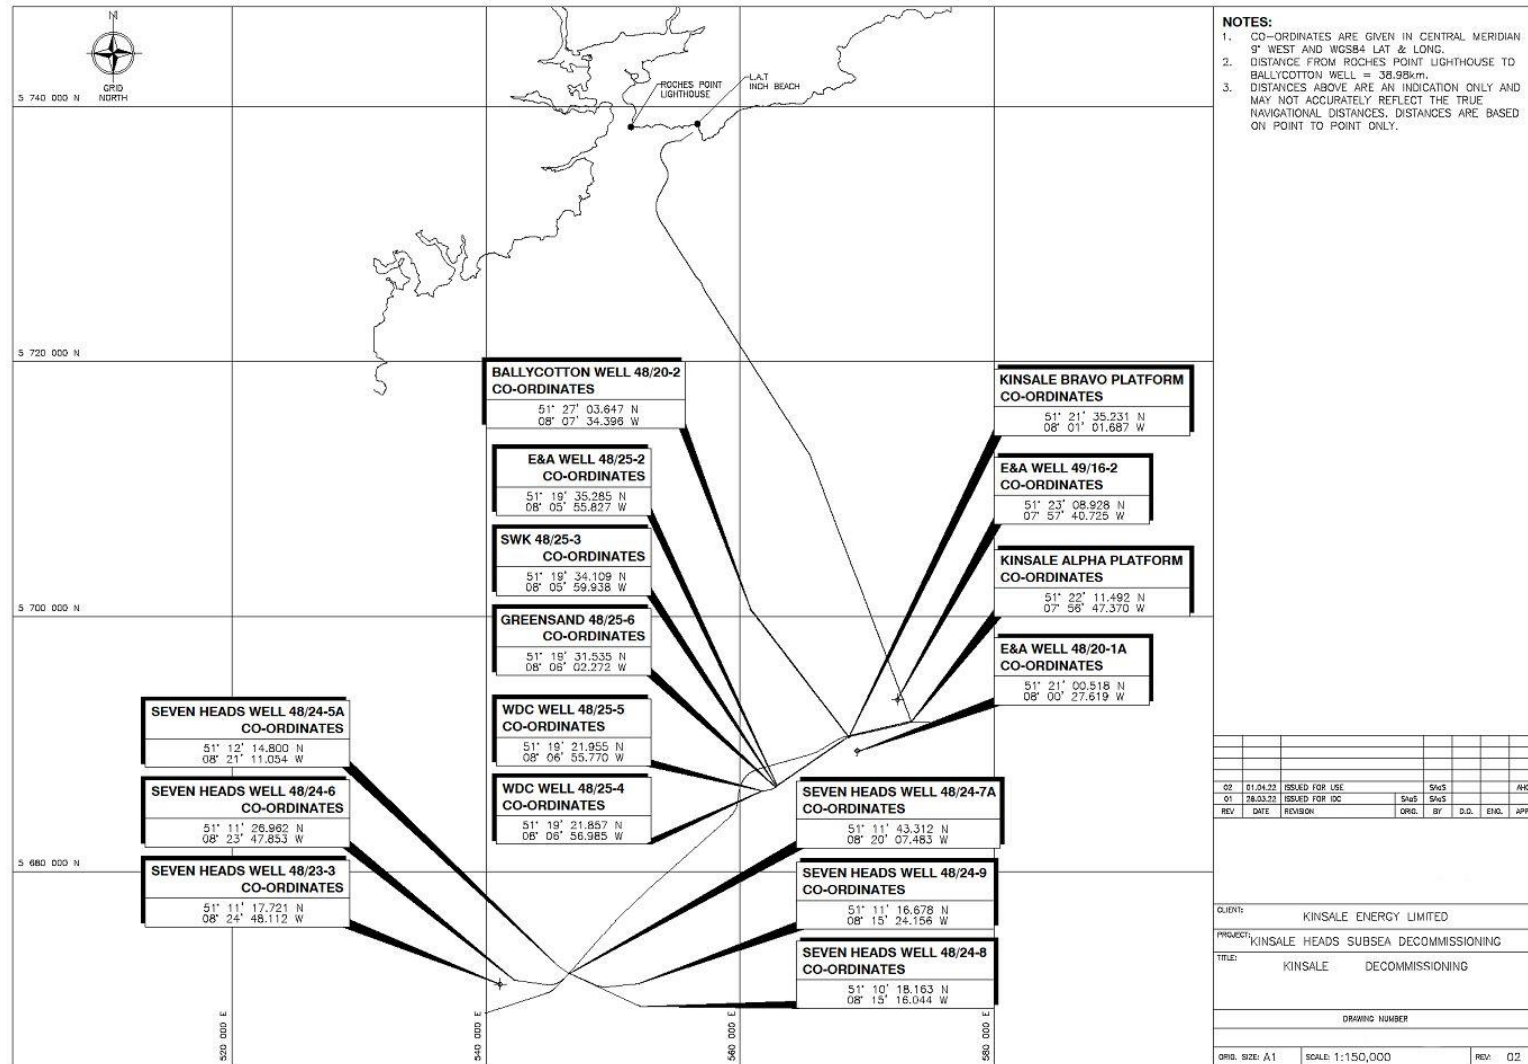 N
GRID
NORTH
5 740 000 N
5 720 000 N
5 700 000 N
5 680 000 N
520 000 E
540 000 E
560 000 E
580 000 E
ROCHES POINT
LIGHTHOUSE
L.A.T
INCH BEACH
BALLYCOTTON WELL 48/20-2
CO-ORDINATES
51° 27' 03.647 N
08° 07' 34.396 W
E&A WELL 48/25-2
CO-ORDINATES
51° 19' 35.285 N
08° 05' 55.827 W
SWK 48/25-3
CO-ORDINATES
51° 19' 34.109 N
08° 05' 59.938 W
GREENSAND 48/25-6
CO-ORDINATES
51° 19' 31.535 N
08° 06' 02.272 W
WDC WELL 48/25-5
CO-ORDINATES
51° 19' 21.955 N
08° 06' 55.770 W
WDC WELL 48/25-4
CO-ORDINATES
51° 19' 21.857 N
08° 06' 56.985 W
KINSALE BRAVO PLATFORM
CO-ORDINATES
51° 21' 35.231 N
08° 01' 01.687 W
E&A WELL 49/16-2
CO-ORDINATES
51° 23' 08.928 N
07° 57' 40.725 W
KINSALE ALPHA PLATFORM
CO-ORDINATES
51° 22' 11.492 N
07° 56' 47.370 W
E&A WELL 48/20-1A
CO-ORDINATES
51° 21' 00.518 N
08° 00' 27.619 W
SEVEN HEADS WELL 48/24-5A
CO-ORDINATES
51° 12' 14.800 N
08° 21' 11.054 W
SEVEN HEADS WELL 48/24-6
CO-ORDINATES
51° 11' 26.962 N
08° 23' 47.853 W
SEVEN HEADS WELL 48/23-3
CO-ORDINATES
51° 11' 17.721 N
08° 24' 48.112 W
SEVEN HEADS WELL 48/24-7A
CO-ORDINATES
51° 11' 43.312 N
08° 20' 07.483 W
SEVEN HEADS WELL 48/24-9
CO-ORDINATES
51° 11' 16.678 N
08° 15' 24.156 W
SEVEN HEADS WELL 48/24-8
CO-ORDINATES
51° 10' 18.163 N
08° 15' 16.044 W
NOTES:
1. CO-ORDINATES ARE GIVEN IN CENTRAL MERIDIAN
9° WEST AND WGS84 LAT & LONG.
2. DISTANCE FROM ROCHES POINT LIGHTHOUSE TO
BALLYCOTTON WELL = 38.98km.
3. DISTANCES ABOVE ARE AN INDICATION ONLY AND
MAY NOT ACCURATELY REFLECT THE TRUE
NAVIGATIONAL DISTANCES. DISTANCES ARE BASED
ON POINT TO POINT ONLY.
02 01.04.22 ISSUED FOR USE SAoS
01 28.03.22 ISSUED FOR IDC SAoS SAoS
REV DATE REVISION ORIG. BY D.O. ENG. APP
CLIENT: KINSALE ENERGY LIMITED
PROJECT: KINSALE HEADS SUBSEA DECOMMISSIONING
TITLE: KINSALE DECOMMISSIONING
DRAWING NUMBER
ORIG. SIZE: A1 SCALE: 1:150,000 REV: 02